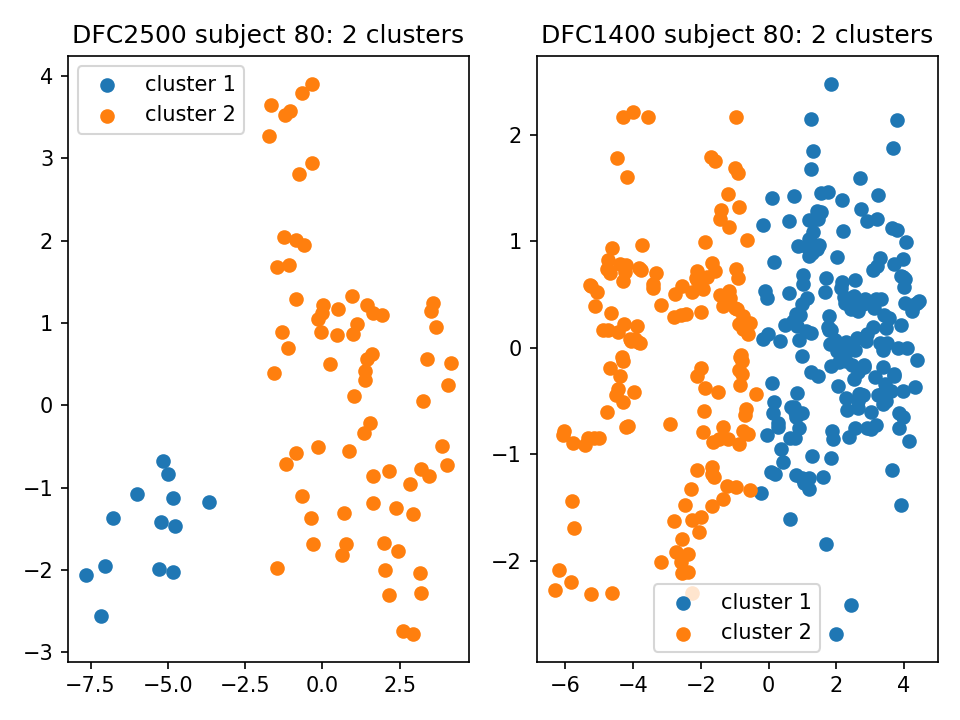 DFC2500 subject 80: 2 clusters
cluster 1
cluster 2
4
3
2
1
0
−1
−2
−3
−7.5 −5.0 −2.5 0.0 2.5
DFC1400 subject 80: 2 clusters
2
1
0
−1
−2
cluster 1
cluster 2
−6 −4 −2 0 2 4